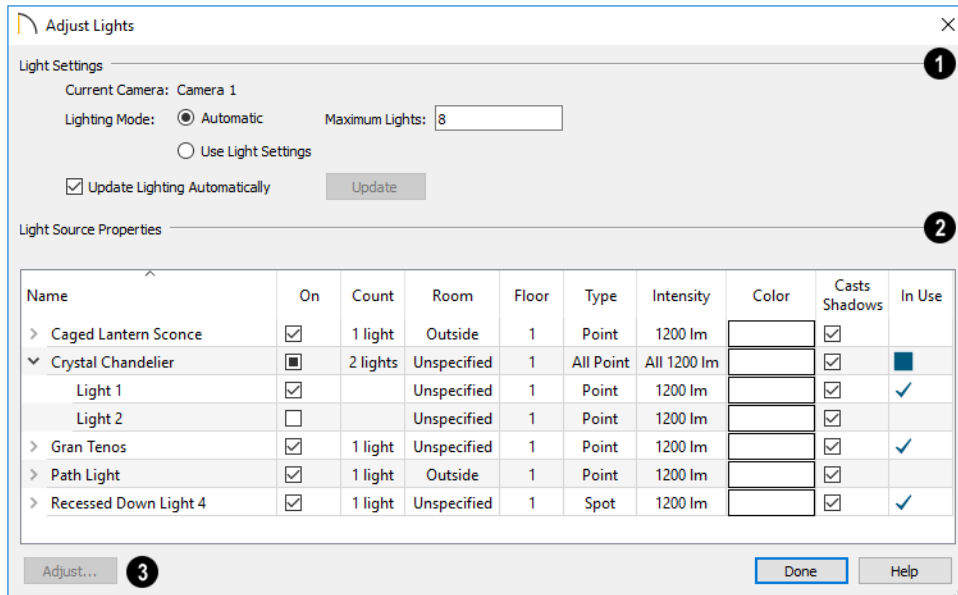 Adjust Lights
Light Settings
1
Current Camera: Camera 1
Lighting Mode: Automatic Maximum Lights: 8
Use Light Settings
Update Lighting Automatically Update
Light Source Properties
2
Name On Count Room Floor Type Intensity Color Casts Shadows In Use
Caged Lantern Sconce 1 light Outside 1 Point 1200 lm
Crystal Chandelier 2 lights Unspecified 1 All Point All 1200 lm
Light 1 Unspecified 1 Point 1200 lm
Light 2 Unspecified 1 Point 1200 lm
Gran Tenos 1 light Unspecified 1 Point 1200 lm
Path Light 1 light Outside 1 Point 1200 lm
Recessed Down Light 4 1 light Unspecified 1 Spot 1200 lm
Adjust... 3 Done Help